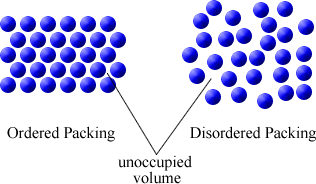 Ordered Packing
Disordered Packing
unoccupied
volume